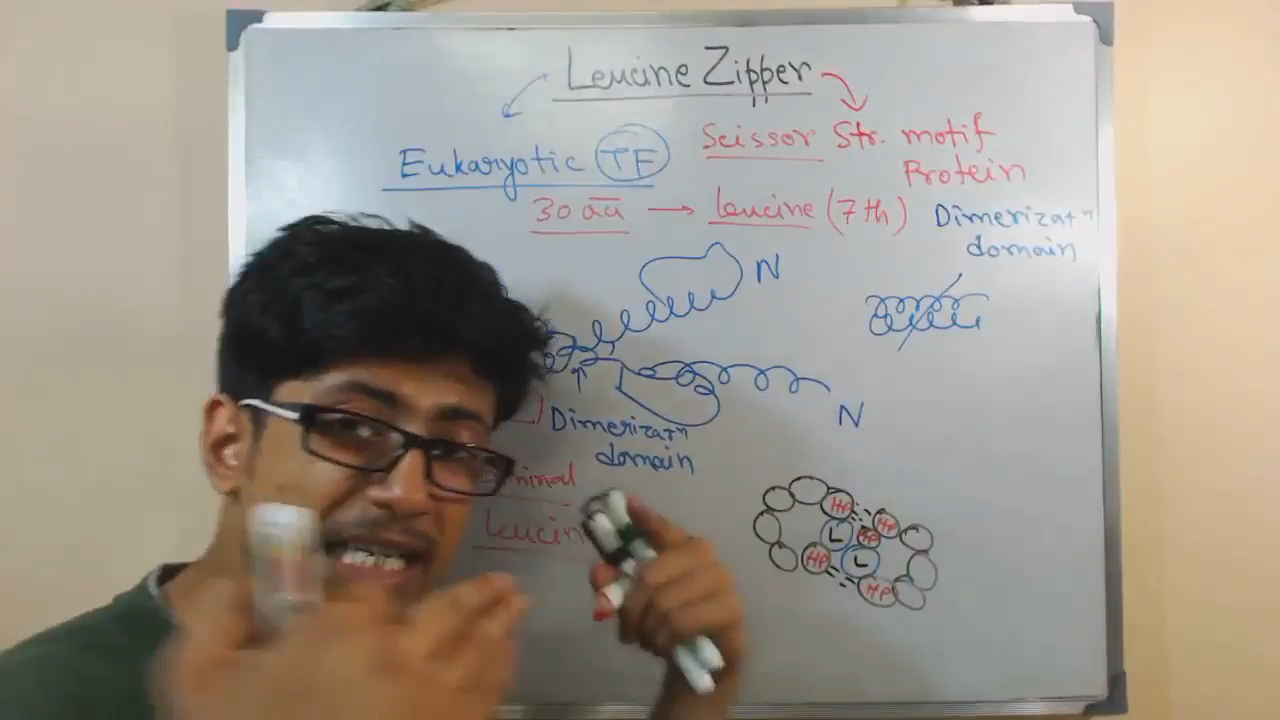 Leucine Zipper
Eukaryotic TF
Scissor Str. motif
Protein
30 aa → leucine (7th)
Dimerizatⁿ
domain
N
N
Dimerizatⁿ
domain
Leucin
HP
HP
L
HP
HP
L
HP